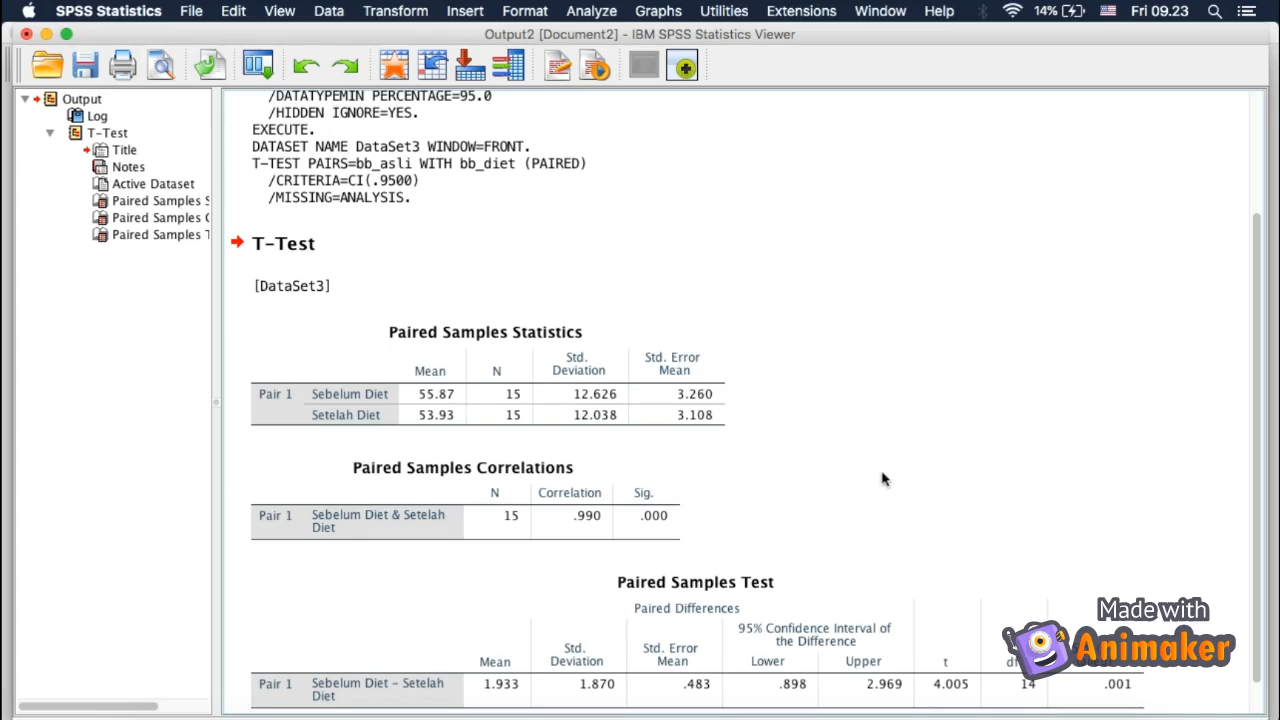 SPSS Statistics File Edit View Data Transform Insert Format Analyze Graphs Utilities Extensions Window Help 14% Fri 09.23
Output2 [Document2] - IBM SPSS Statistics Viewer
Output
Log
T-Test
Title
Notes
Active Dataset
Paired Samples S
Paired Samples C
Paired Samples T
/DATATYPEMIN PERCENTAGE=95.0
/HIDDEN IGNORE=YES.
EXECUTE.
DATASET NAME DataSet3 WINDOW=FRONT.
T-TEST PAIRS=bb_asli WITH bb_diet (PAIRED)
/CRITERIA=CI(.9500)
/MISSING=ANALYSIS.
T-Test
[DataSet3]
Paired Samples Statistics
Mean N Std. Deviation Std. Error Mean
Pair 1 Sebelum Diet 55.87 15 12.626 3.260
Setelah Diet 53.93 15 12.038 3.108
Paired Samples Correlations
N Correlation Sig.
Pair 1 Sebelum Diet & Setelah 15 .990 .000
Diet
Paired Samples Test
Paired Differences
95% Confidence Interval of
the Difference
Mean Std. Deviation Std. Error Mean Lower Upper t
Pair 1 Sebelum Diet - Setelah 1.933 1.870 .483 .898 2.969 4.005 14 .001
Diet
Made with
Animaker